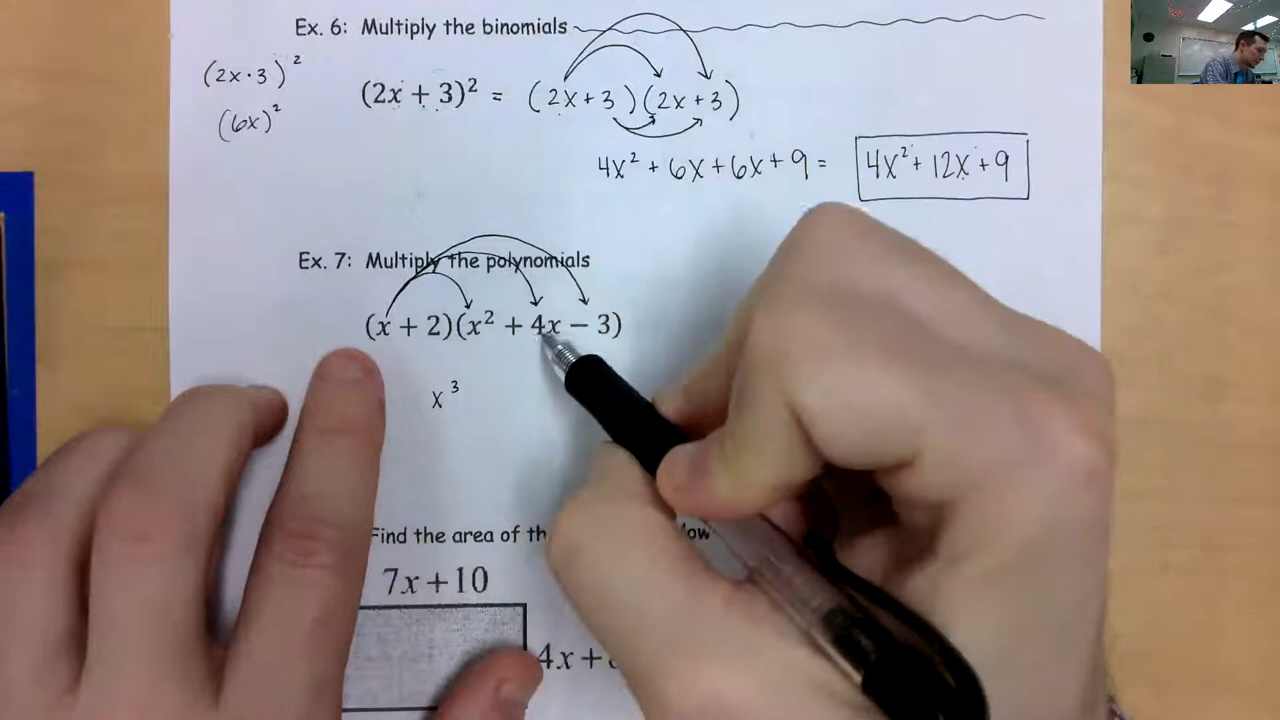 Ex. 6: Multiply the binomials
(2x·3)²
(2x + 3)² = (2x+3)(2x+3)
(6x)²
4x² + 6x + 6x + 9 = 4x² + 12x + 9
Ex. 7: Multiply the polynomials
(x + 2)(x² + 4x − 3)
x³
Find the area of th
7x+10
4x+